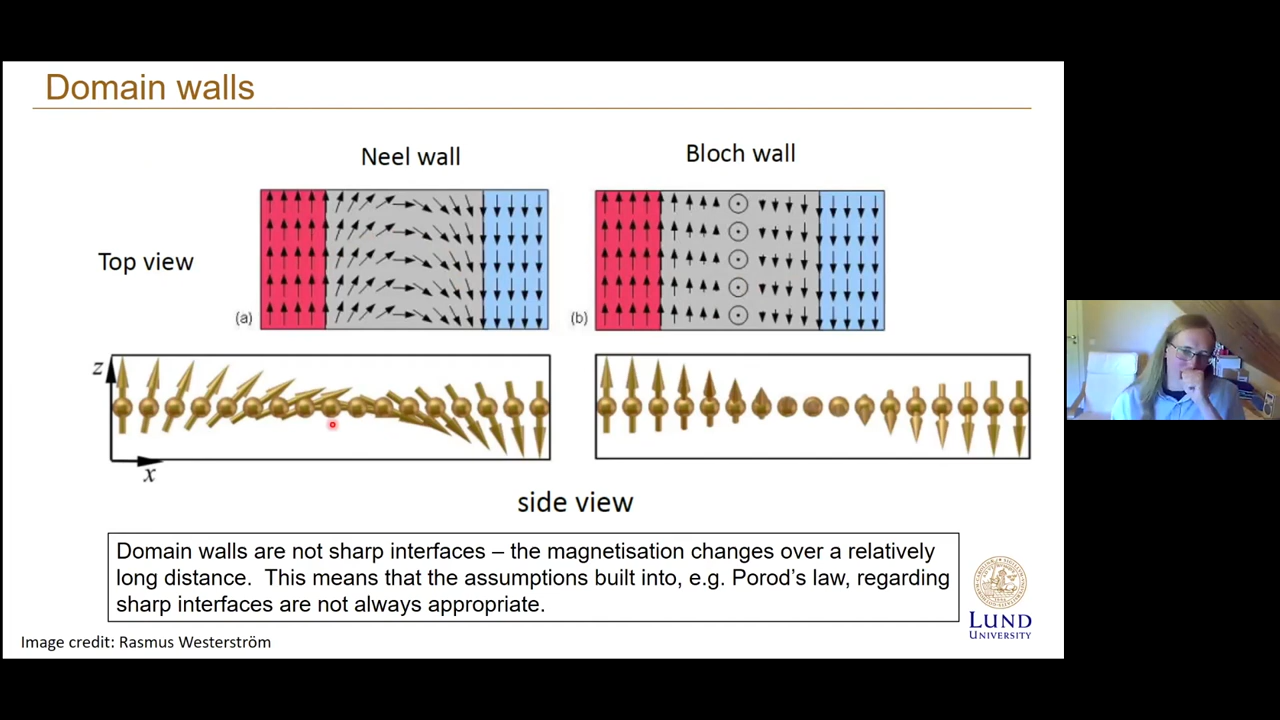 Domain walls
Neel wall
Bloch wall
Top view
(a)
(b)
z
x
side view
Domain walls are not sharp interfaces – the magnetisation changes over a relatively
long distance.  This means that the assumptions built into, e.g. Porod's law, regarding
sharp interfaces are not always appropriate.
LUND
UNIVERSITY
Image credit: Rasmus Westerström